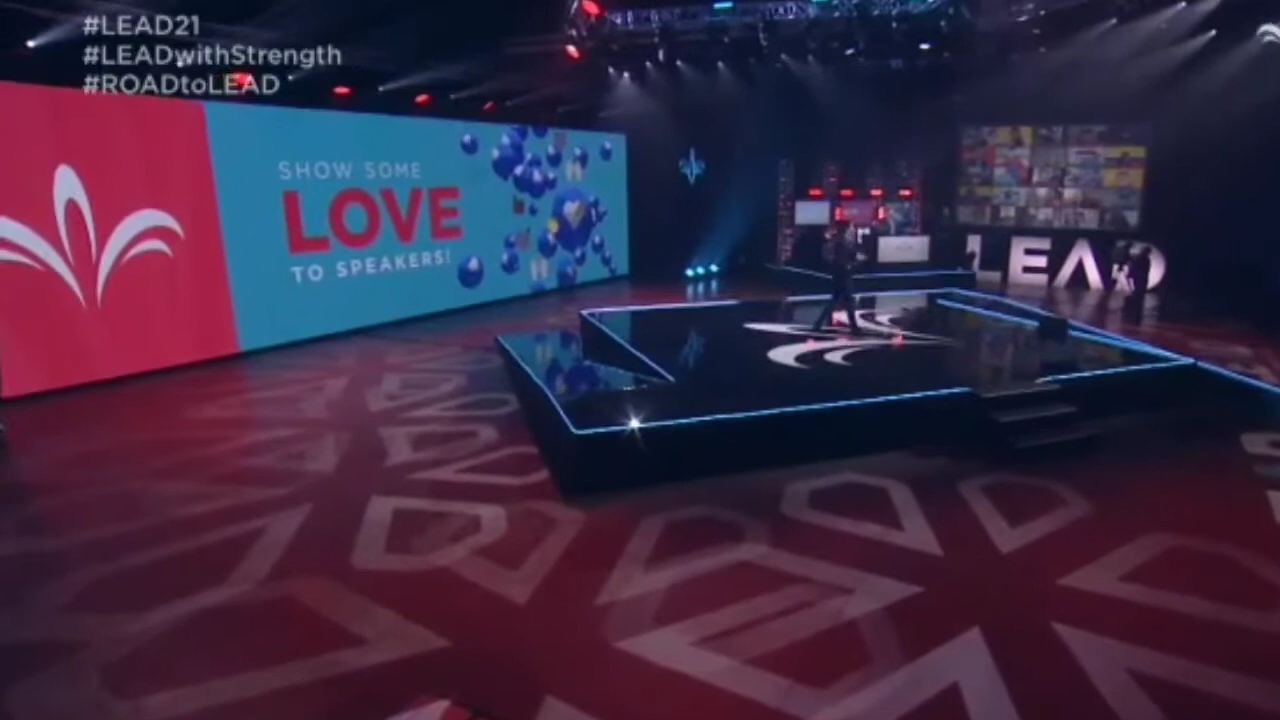 #LEAD21
#LEADwithStrength
#ROADtoLEAD
SHOW SOME
LOVE
TO SPEAKERS!
LEAD